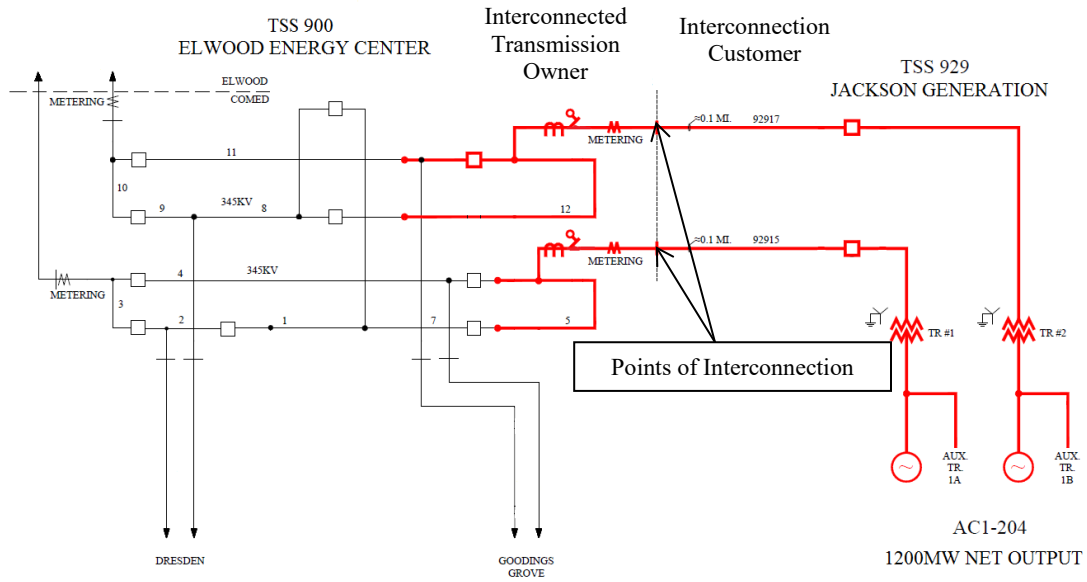 TSS 900
ELWOOD ENERGY CENTER
Interconnected
Transmission
Owner
Interconnection
Customer
TSS 929
JACKSON GENERATION
ELWOOD
COMED
METERING
11
10
9
345KV
8
12
METERING
≈0.1 MI.
92917
4
345KV
METERING
3
2
1
7
5
METERING
≈0.1 MI.
92915
Points of Interconnection
TR #1
TR #2
AUX.
TR.
1A
AUX.
TR.
1B
DRESDEN
GOODINGS
GROVE
AC1-204
1200MW NET OUTPUT